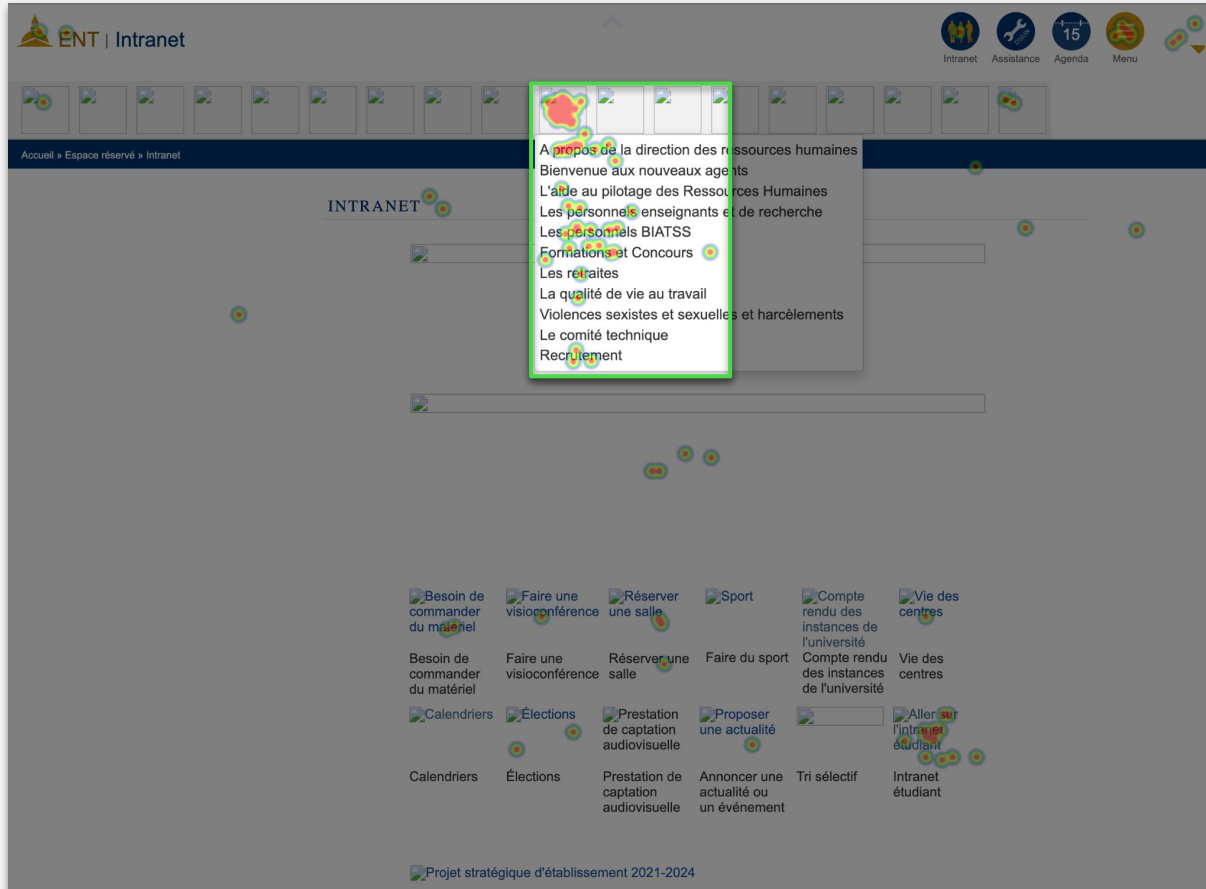 ENT | Intranet
Intranet
Assistance
DSIUN
15
Agenda
Menu
Accueil » Espace réservé » Intranet
A propos de la direction des ressources humaines
Bienvenue aux nouveaux agents
L'aide au pilotage des Ressources Humaines
Les personnels enseignants et de recherche
Les personnels BIATSS
Formations et Concours
Les retraites
La qualité de vie au travail
Violences sexistes et sexuelles et harcèlements
Le comité technique
Recrutement
INTRANET
Besoin de
commander
du matériel
Faire une
visioconférence
Réserver
une salle
Sport
Compte
rendu des
instances de
l'université
Vie des
centres
Besoin de
commander
du matériel
Faire une
visioconférence
Réserver une
salle
Faire du sport
Compte rendu
des instances
de l'université
Vie des
centres
Calendriers
Élections
Prestation
de captation
audiovisuelle
Proposer
une actualité
Aller sur
l'intranet
étudiant
Calendriers
Élections
Prestation de
captation
audiovisuelle
Annoncer une
actualité ou
un événement
Tri sélectif
Intranet
étudiant
Projet stratégique d'établissement 2021-2024